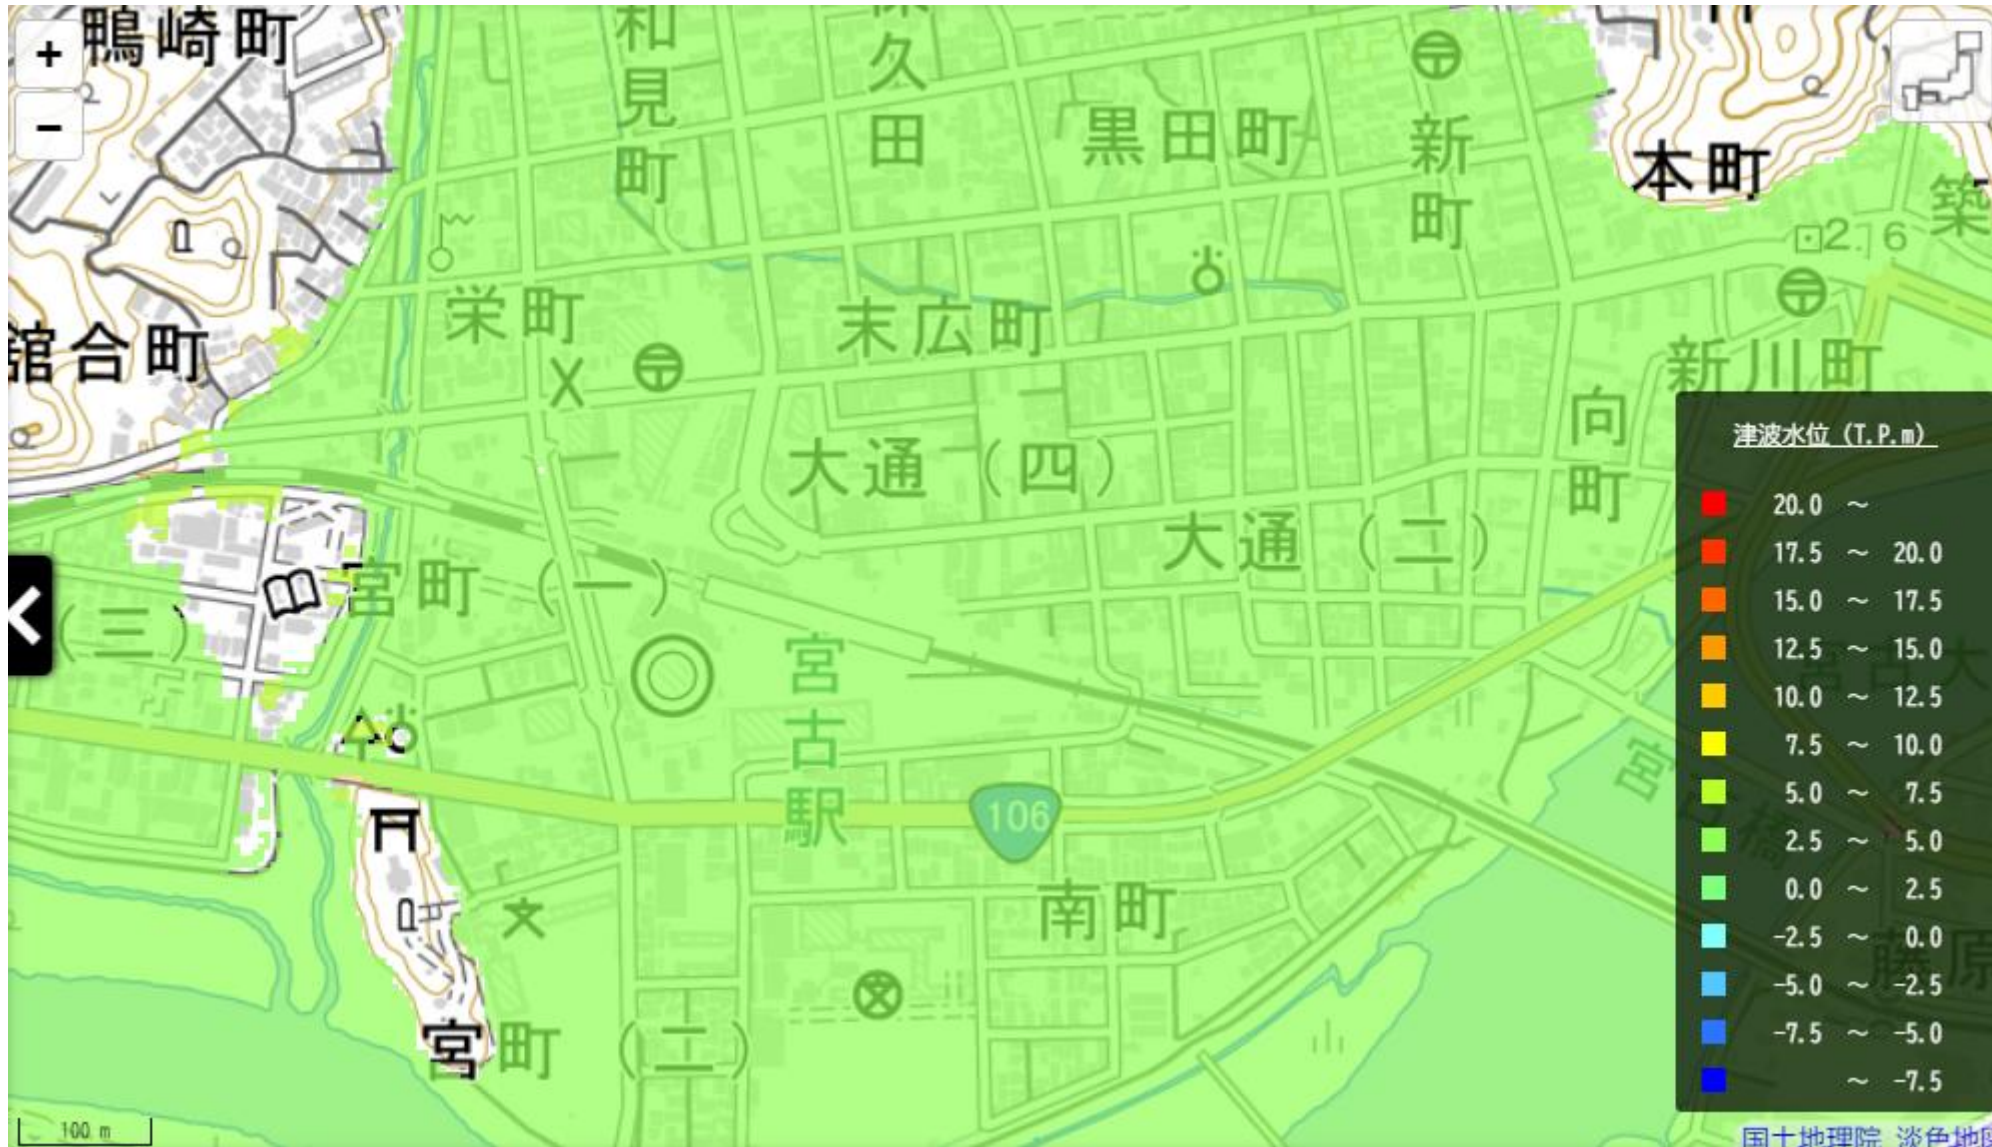 鴨崎町
和見町
久田
黒田町
新町
本町
築
2.6
栄町
末広町
舘合町
新川町
向町
大通（四）
大通（二）
宮町（一）
（三）
宮古駅
106
南町
宮町（二）
藤原
津波水位（T.P.m）
20.0 ～
17.5 ～ 20.0
15.0 ～ 17.5
12.5 ～ 15.0
10.0 ～ 12.5
7.5 ～ 10.0
5.0 ～ 7.5
2.5 ～ 5.0
0.0 ～ 2.5
-2.5 ～ 0.0
-5.0 ～ -2.5
-7.5 ～ -5.0
～ -7.5
100 m
国土地理院 淡色地図